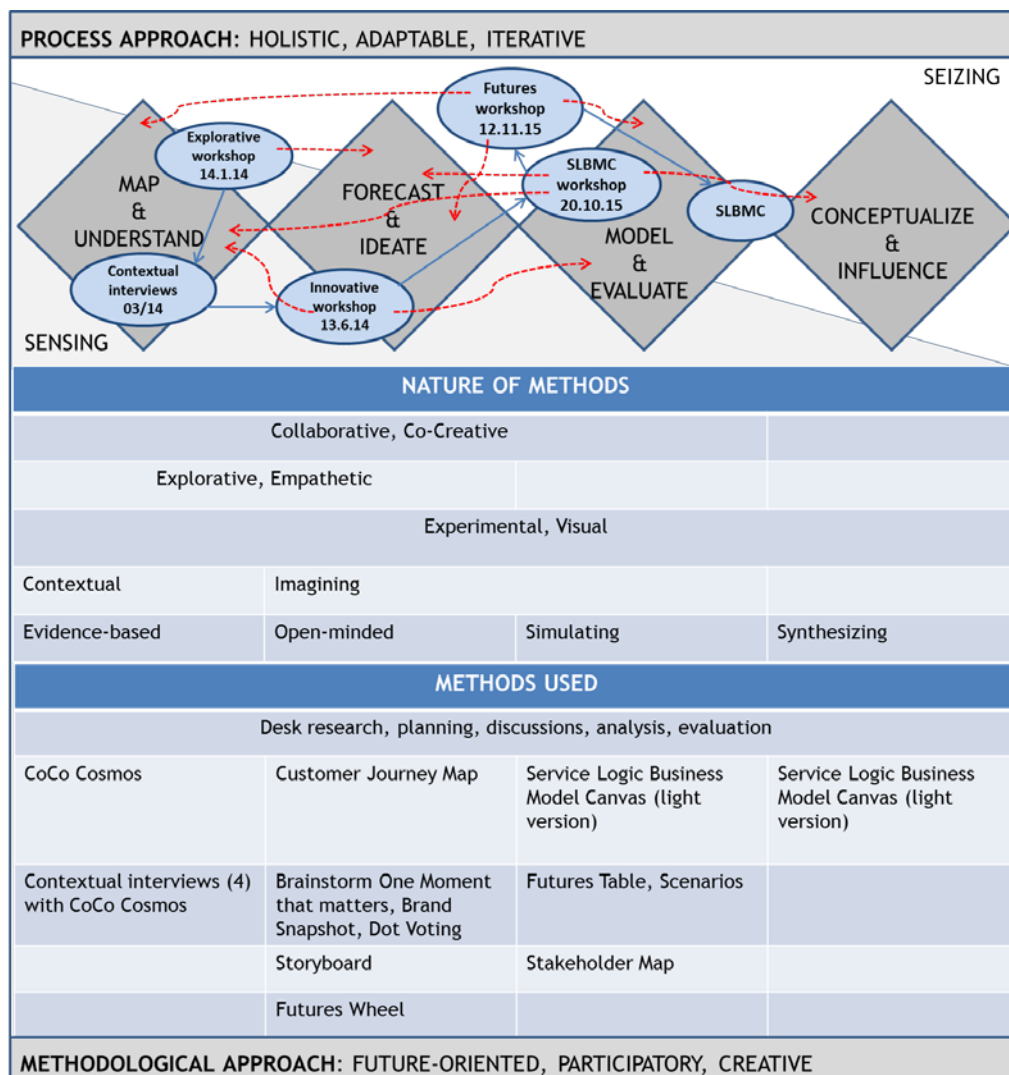 PROCESS APPROACH: HOLISTIC, ADAPTABLE, ITERATIVE
SEIZING
Futures
workshop
12.11.15
Explorative
workshop
14.1.14
MAP
&
UNDERSTAND
FORECAST
&
IDEATE
SLBMC
workshop
20.10.15
SLBMC
MODEL
&
EVALUATE
CONCEPTUALIZE
&
INFLUENCE
Contextual
interviews
03/14
Innovative
workshop
13.6.14
SENSING
NATURE OF METHODS
Collaborative, Co-Creative
Explorative, Empathetic
Experimental, Visual
Contextual
Imagining
Evidence-based
Open-minded
Simulating
Synthesizing
METHODS USED
Desk research, planning, discussions, analysis, evaluation
CoCo Cosmos
Customer Journey Map
Service Logic Business
Model Canvas (light
version)
Service Logic Business
Model Canvas (light
version)
Contextual interviews (4)
with CoCo Cosmos
Brainstorm One Moment
that matters, Brand
Snapshot, Dot Voting
Futures Table, Scenarios
Storyboard
Stakeholder Map
Futures Wheel
METHODOLOGICAL APPROACH: FUTURE-ORIENTED, PARTICIPATORY, CREATIVE